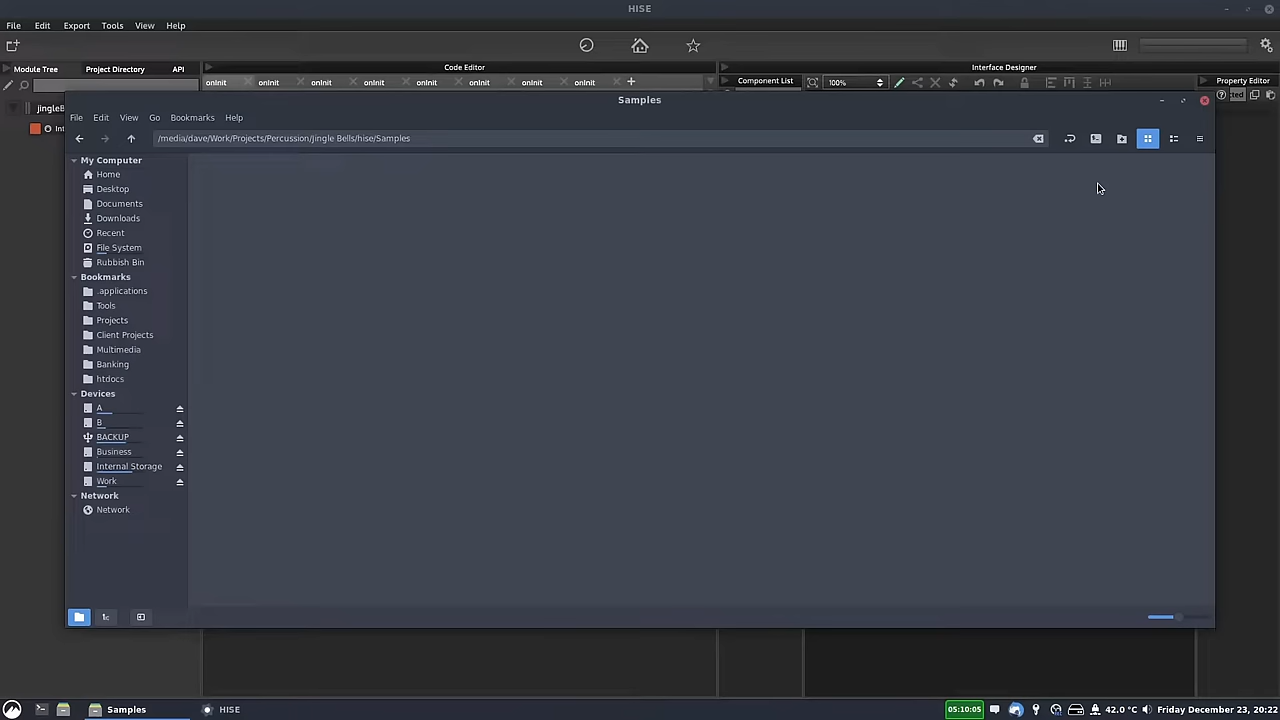 HISE
File Edit Export Tools View Help
Module Tree Project Directory API
Code Editor
Interface Designer
onInit onInit onInit onInit onInit onInit onInit onInit
Component List
100%
Property Editor
Samples
File Edit View Go Bookmarks Help
/media/dave/Work/Projects/Percussion/Jingle Bells/hise/Samples
My Computer
Home
Desktop
Documents
Downloads
Recent
File System
Rubbish Bin
Bookmarks
.applications
Tools
Projects
Client Projects
Multimedia
Banking
htdocs
Devices
A
B
BACKUP
Business
Internal Storage
Work
Network
Network
Samples
HISE
05:10:05
42.0 °C
Friday December 23, 20:22